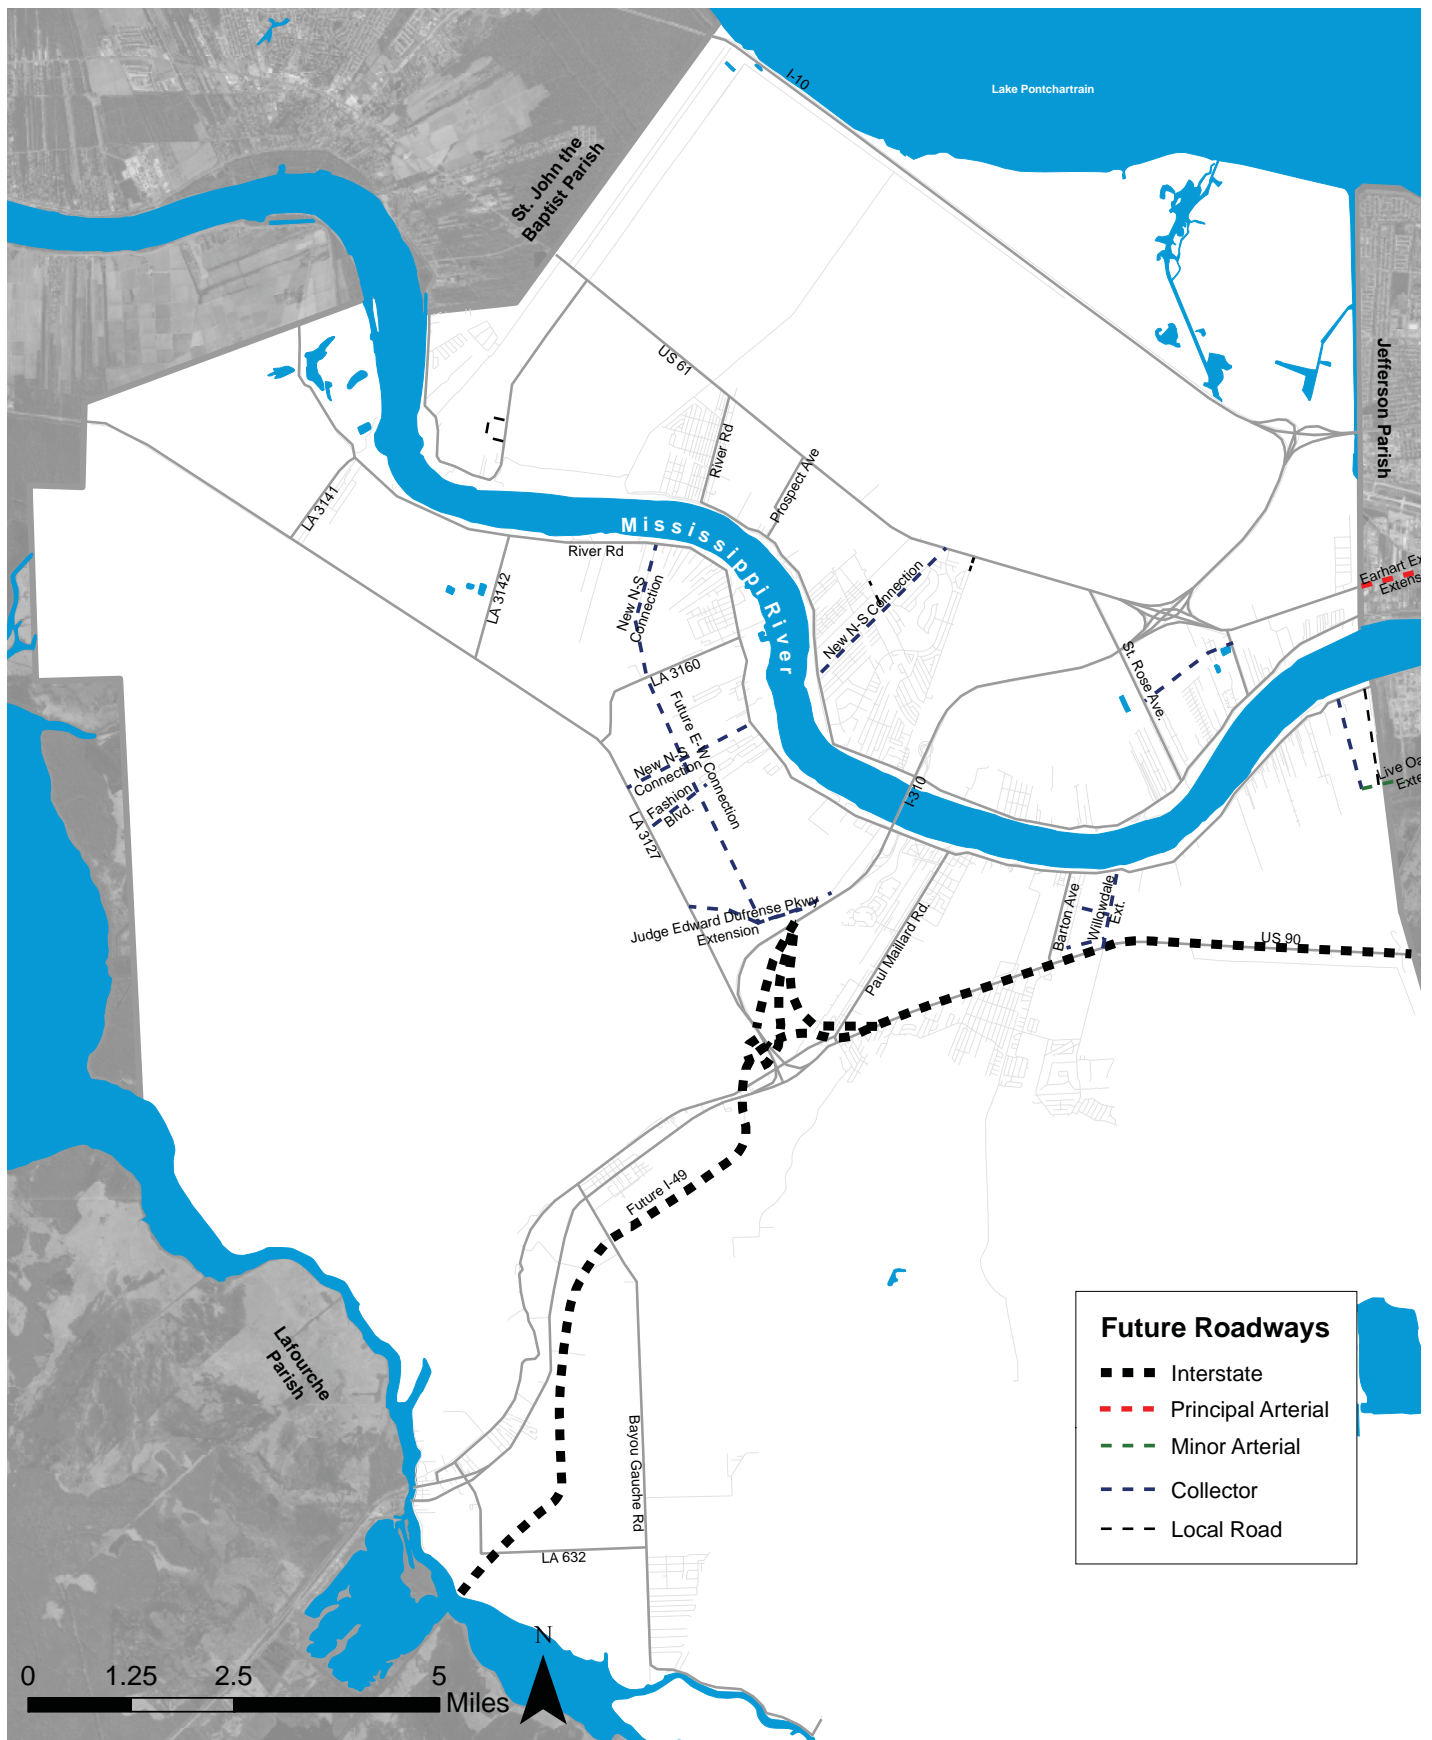 I-10
Lake Pontchartrain
St. John the
Baptist Parish
US 61
Jefferson Parish
River Rd
Prospect Ave
LA 3141
Mississippi River
River Rd
LA 3142
New N-S
Connection
New N-S Connection
Earhart Ex
Extens
LA 3160
St. Rose Ave.
Future E-W Connection
New N-S
Connection
Fashion
Blvd.
LA 3127
I-310
Live Oa
Exte
Judge Edward Dufrense Pkwy
Extension
Paul Maillard Rd.
Barton Ave
Willowdale
Ext.
US 90
Future I-49
Lafourche
Parish
Bayou Gauche Rd
LA 632
Future Roadways
Interstate
Principal Arterial
Minor Arterial
Collector
Local Road
N
0 1.25 2.5 5
Miles